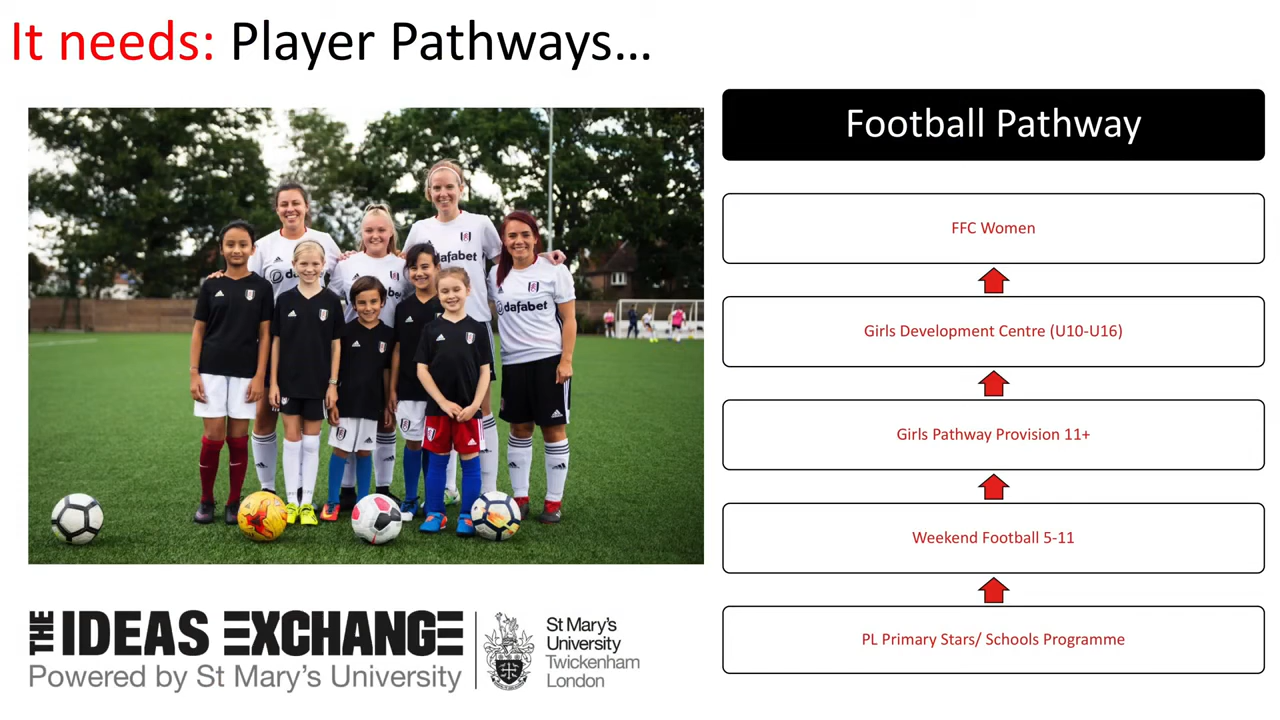 It needs: Player Pathways...
Football Pathway
FFC Women
Girls Development Centre (U10-U16)
Girls Pathway Provision 11+
Weekend Football 5-11
PL Primary Stars/ Schools Programme
dafabet
dafabet
THE IDEAS EXCHANGE
Powered by St Mary's University
St Mary's
University
Twickenham
London